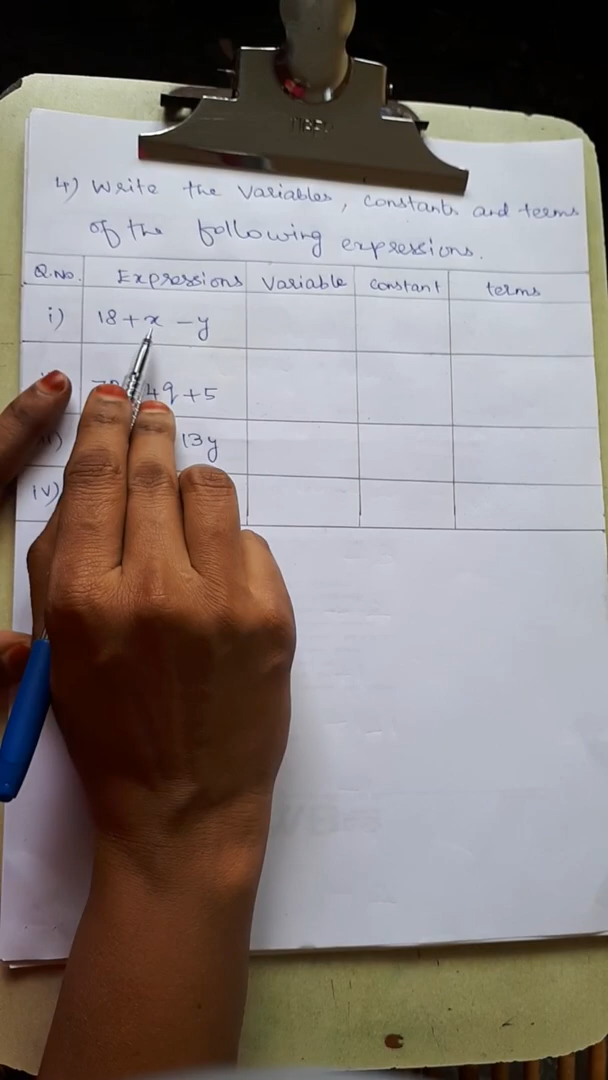 4) Write the Variables, constants and terms
of the following expressions.
Q.No. Expressions Variable constant terms
i) 18 + x - y
4q + 5
13y
iv)